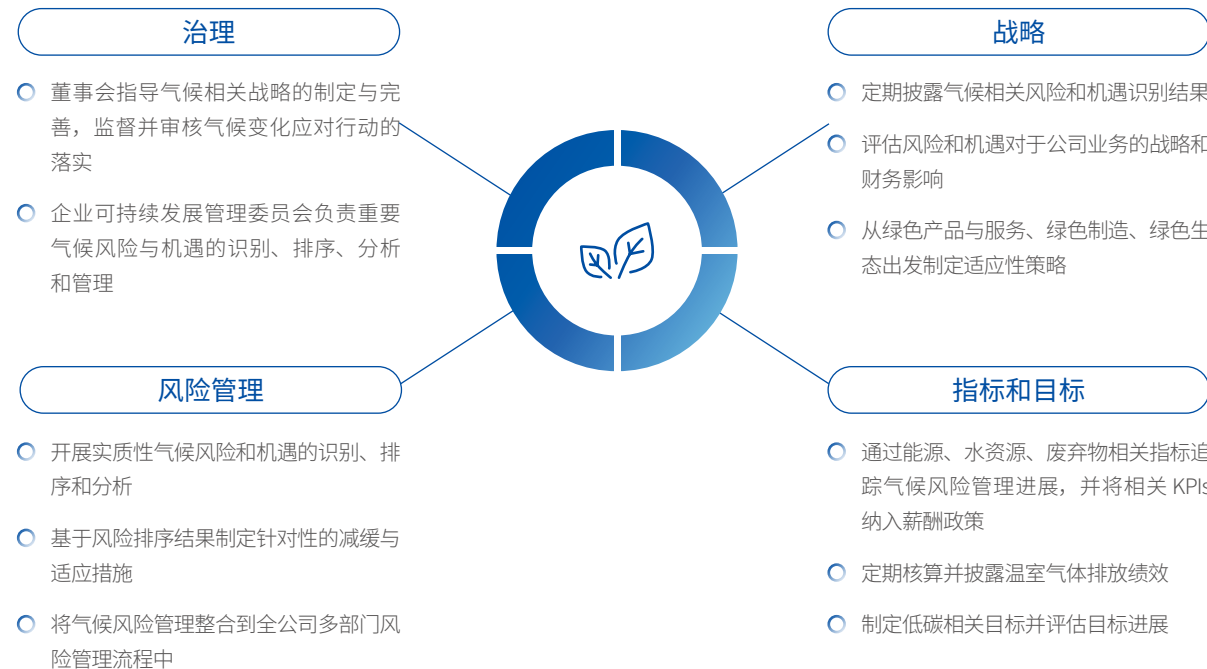 治理
董事会指导气候相关战略的制定与完
善，监督并审核气候变化应对行动的
落实
企业可持续发展管理委员会负责重要
气候风险与机遇的识别、排序、分析
和管理
战略
定期披露气候相关风险和机遇识别结果
评估风险和机遇对于公司业务的战略和
财务影响
从绿色产品与服务、绿色制造、绿色生
态出发制定适应性策略
风险管理
开展实质性气候风险和机遇的识别、排
序和分析
基于风险排序结果制定针对性的减缓与
适应措施
将气候风险管理整合到全公司多部门风
险管理流程中
指标和目标
通过能源、水资源、废弃物相关指标追
踪气候风险管理进展，并将相关 KPIs
纳入薪酬政策
定期核算并披露温室气体排放绩效
制定低碳相关目标并评估目标进展